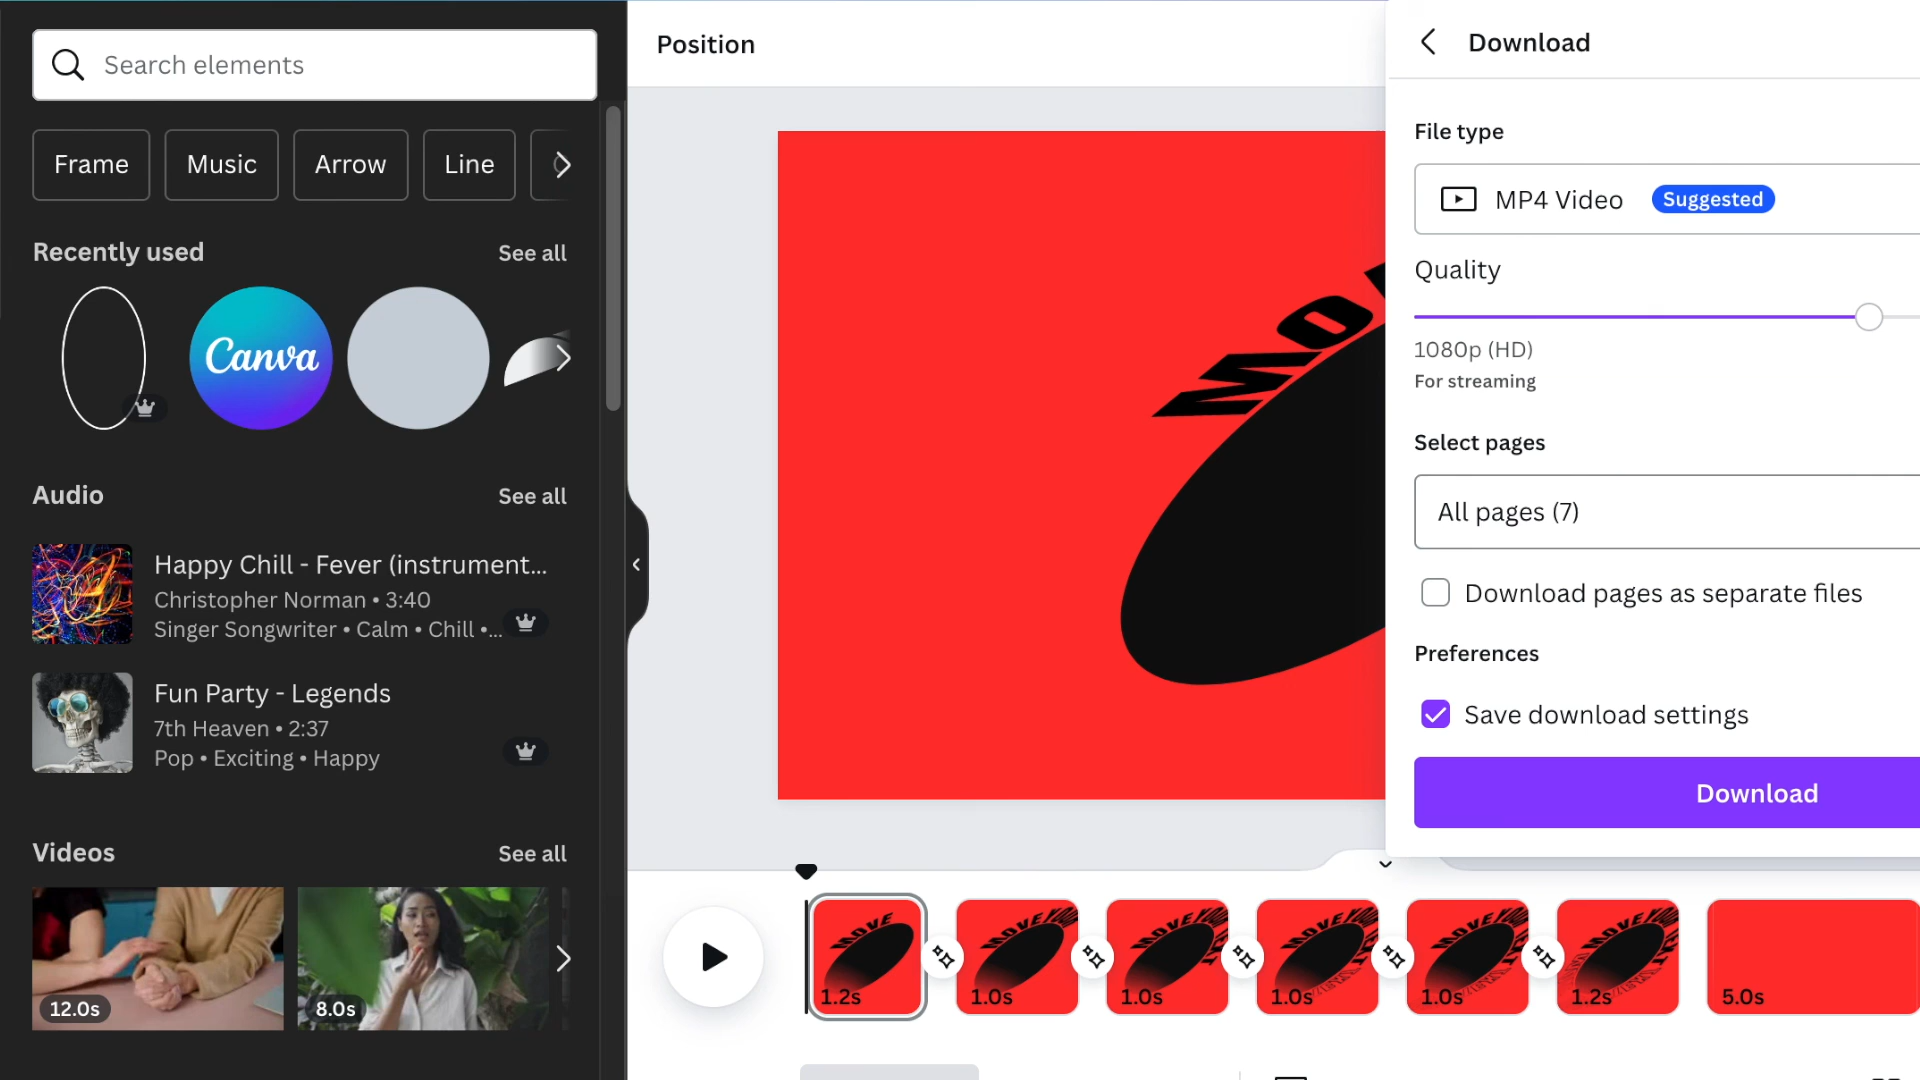 Search elements
Position
Download
Frame
Music
Arrow
Line
File type
MP4 Video
Suggested
Quality
1080p (HD)
For streaming
Recently used
See all
Canva
Select pages
All pages (7)
Audio
See all
Happy Chill - Fever (instrument...
Christopher Norman • 3:40
Singer Songwriter • Calm • Chill •...
Fun Party - Legends
7th Heaven • 2:37
Pop • Exciting • Happy
Download pages as separate files
Preferences
Save download settings
Download
Videos
See all
12.0s
8.0s
MOVE
1.2s
1.0s
1.0s
1.0s
1.0s
1.2s
5.0s